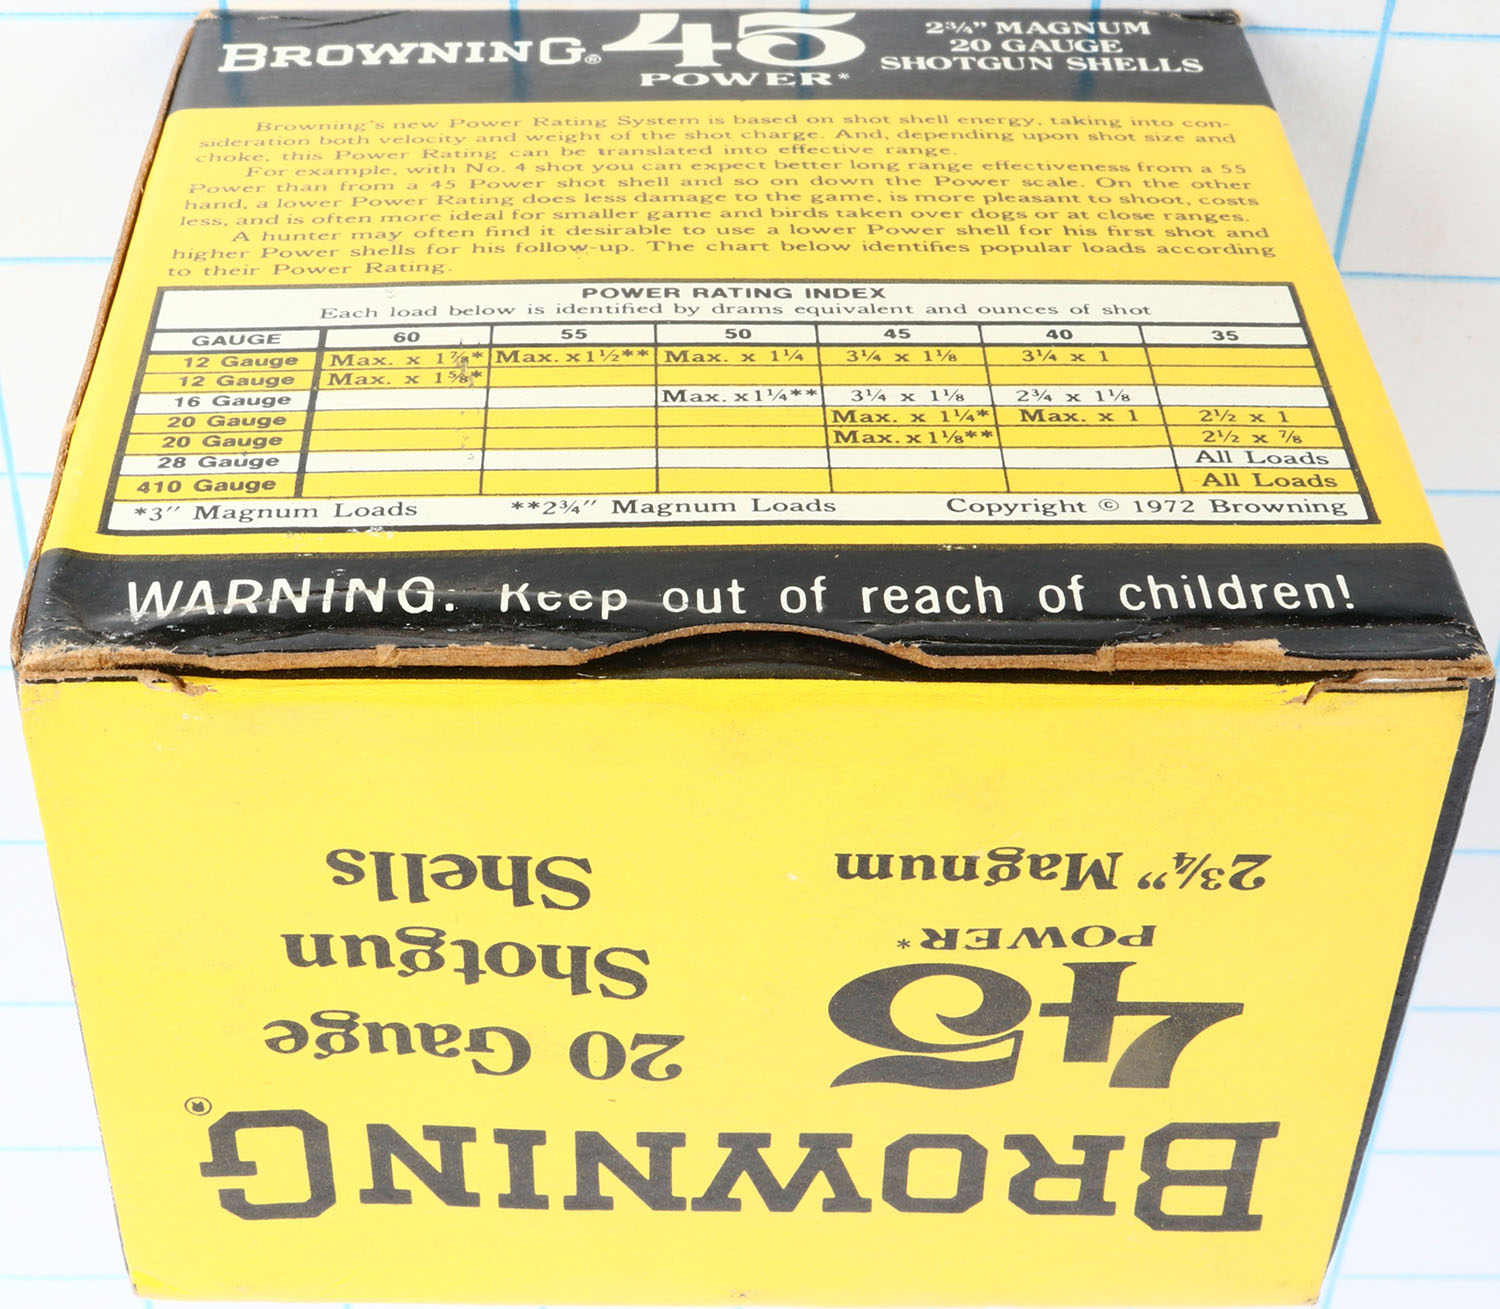 BROWNING® 45 POWER* 2¾" MAGNUM
20 GAUGE
SHOTGUN SHELLS
Browning's new Power Rating System is based on shot shell energy, taking into con-
sideration both velocity and weight of the shot charge. And, depending upon shot size and
choke, this Power Rating can be translated into effective range.
For example, with No. 4 shot you can expect better long range effectiveness from a 55
Power than from a 45 Power shot shell and so on down the Power scale. On the other
hand, a lower Power Rating does less damage to the game, is more pleasant to shoot, costs
less, and is often more ideal for smaller game and birds taken over dogs or at close ranges.
A hunter may often find it desirable to use a lower Power shell for his first shot and
higher Power shells for his follow-up. The chart below identifies popular loads according
to their Power Rating.
POWER RATING INDEX
Each load below is identified by drams equivalent and ounces of shot
GAUGE 60 55 50 45 40 35
12 Gauge Max. x 1⅞* Max. x 1½** Max. x 1¼ 3¼ x 1⅛ 3¼ x 1
12 Gauge Max. x 1⅝*
16 Gauge Max. x 1¼** 3¼ x 1⅛ 2¾ x 1⅛
20 Gauge Max. x 1¼* Max. x 1 2½ x 1
20 Gauge Max. x 1⅛** 2½ x ⅞
28 Gauge All Loads
410 Gauge All Loads
*3" Magnum Loads **2¾" Magnum Loads Copyright © 1972 Browning
WARNING. Keep out of reach of children!
BROWNING®
45
POWER*
2¾" Magnum
20 Gauge
Shotgun
Shells